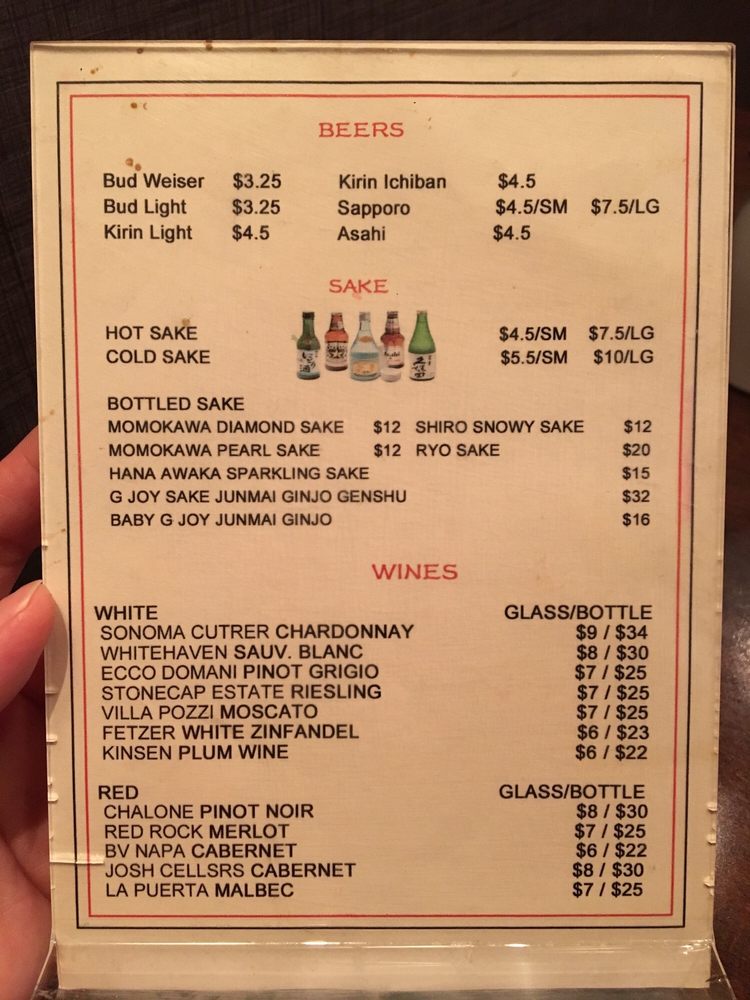 BEERS
Bud Weiser $3.25 Kirin Ichiban $4.5
Bud Light $3.25 Sapporo $4.5/SM $7.5/LG
Kirin Light $4.5 Asahi $4.5
SAKE
HOT SAKE $4.5/SM $7.5/LG
COLD SAKE $5.5/SM $10/LG
BOTTLED SAKE
MOMOKAWA DIAMOND SAKE $12 SHIRO SNOWY SAKE $12
MOMOKAWA PEARL SAKE $12 RYO SAKE $20
HANA AWAKA SPARKLING SAKE $15
G JOY SAKE JUNMAI GINJO GENSHU $32
BABY G JOY JUNMAI GINJO $16
WINES
WHITE GLASS/BOTTLE
SONOMA CUTRER CHARDONNAY $9 / $34
WHITEHAVEN SAUV. BLANC $8 / $30
ECCO DOMANI PINOT GRIGIO $7 / $25
STONECAP ESTATE RIESLING $7 / $25
VILLA POZZI MOSCATO $7 / $25
FETZER WHITE ZINFANDEL $6 / $23
KINSEN PLUM WINE $6 / $22
RED GLASS/BOTTLE
CHALONE PINOT NOIR $8 / $30
RED ROCK MERLOT $7 / $25
BV NAPA CABERNET $6 / $22
JOSH CELLSRS CABERNET $8 / $30
LA PUERTA MALBEC $7 / $25